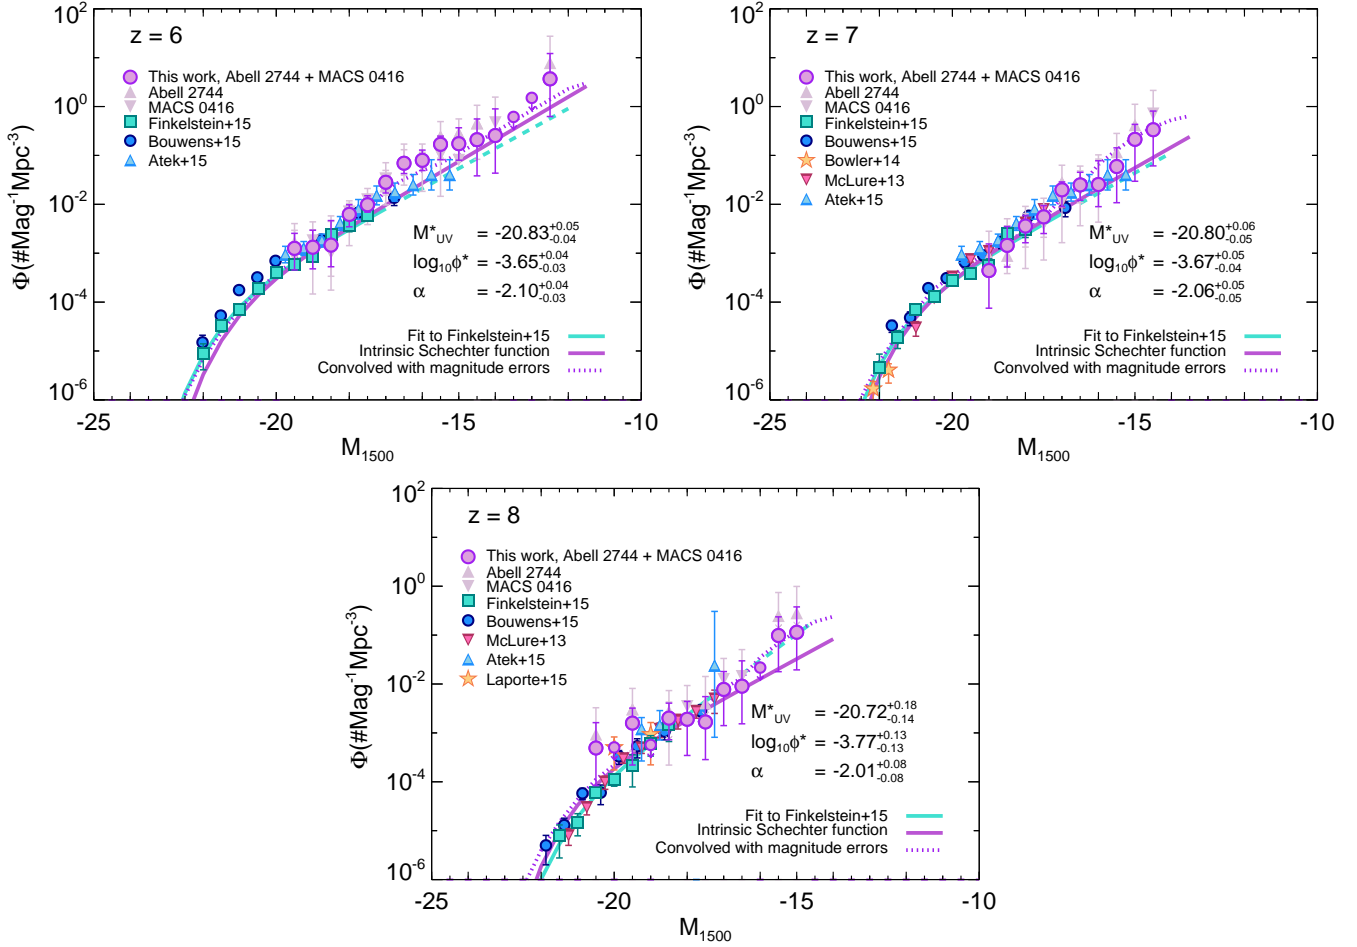 z = 6
This work, Abell 2744 + MACS 0416
Abell 2744
MACS 0416
Finkelstein+15
Bouwens+15
Atek+15
M*UV = -20.83 +0.05 -0.04
log10ϕ* = -3.65 +0.04 -0.03
α = -2.10 +0.04 -0.03
Fit to Finkelstein+15
Intrinsic Schechter function
Convolved with magnitude errors
10^2
10^0
10^-2
10^-4
10^-6
Φ(#Mag^-1Mpc^-3)
-25 -20 -15 -10
M1500
z = 7
This work, Abell 2744 + MACS 0416
Abell 2744
MACS 0416
Finkelstein+15
Bouwens+15
Bowler+14
McLure+13
Atek+15
M*UV = -20.80 +0.06 -0.05
log10ϕ* = -3.67 +0.05 -0.04
α = -2.06 +0.05 -0.05
Fit to Finkelstein+15
Intrinsic Schechter function
Convolved with magnitude errors
10^2
10^0
10^-2
10^-4
10^-6
Φ(#Mag^-1Mpc^-3)
-25 -20 -15 -10
M1500
z = 8
This work, Abell 2744 + MACS 0416
Abell 2744
MACS 0416
Finkelstein+15
Bouwens+15
McLure+13
Atek+15
Laporte+15
M*UV = -20.72 +0.18 -0.14
log10ϕ* = -3.77 +0.13 -0.13
α = -2.01 +0.08 -0.08
Fit to Finkelstein+15
Intrinsic Schechter function
Convolved with magnitude errors
10^2
10^0
10^-2
10^-4
10^-6
Φ(#Mag^-1Mpc^-3)
-25 -20 -15 -10
M1500